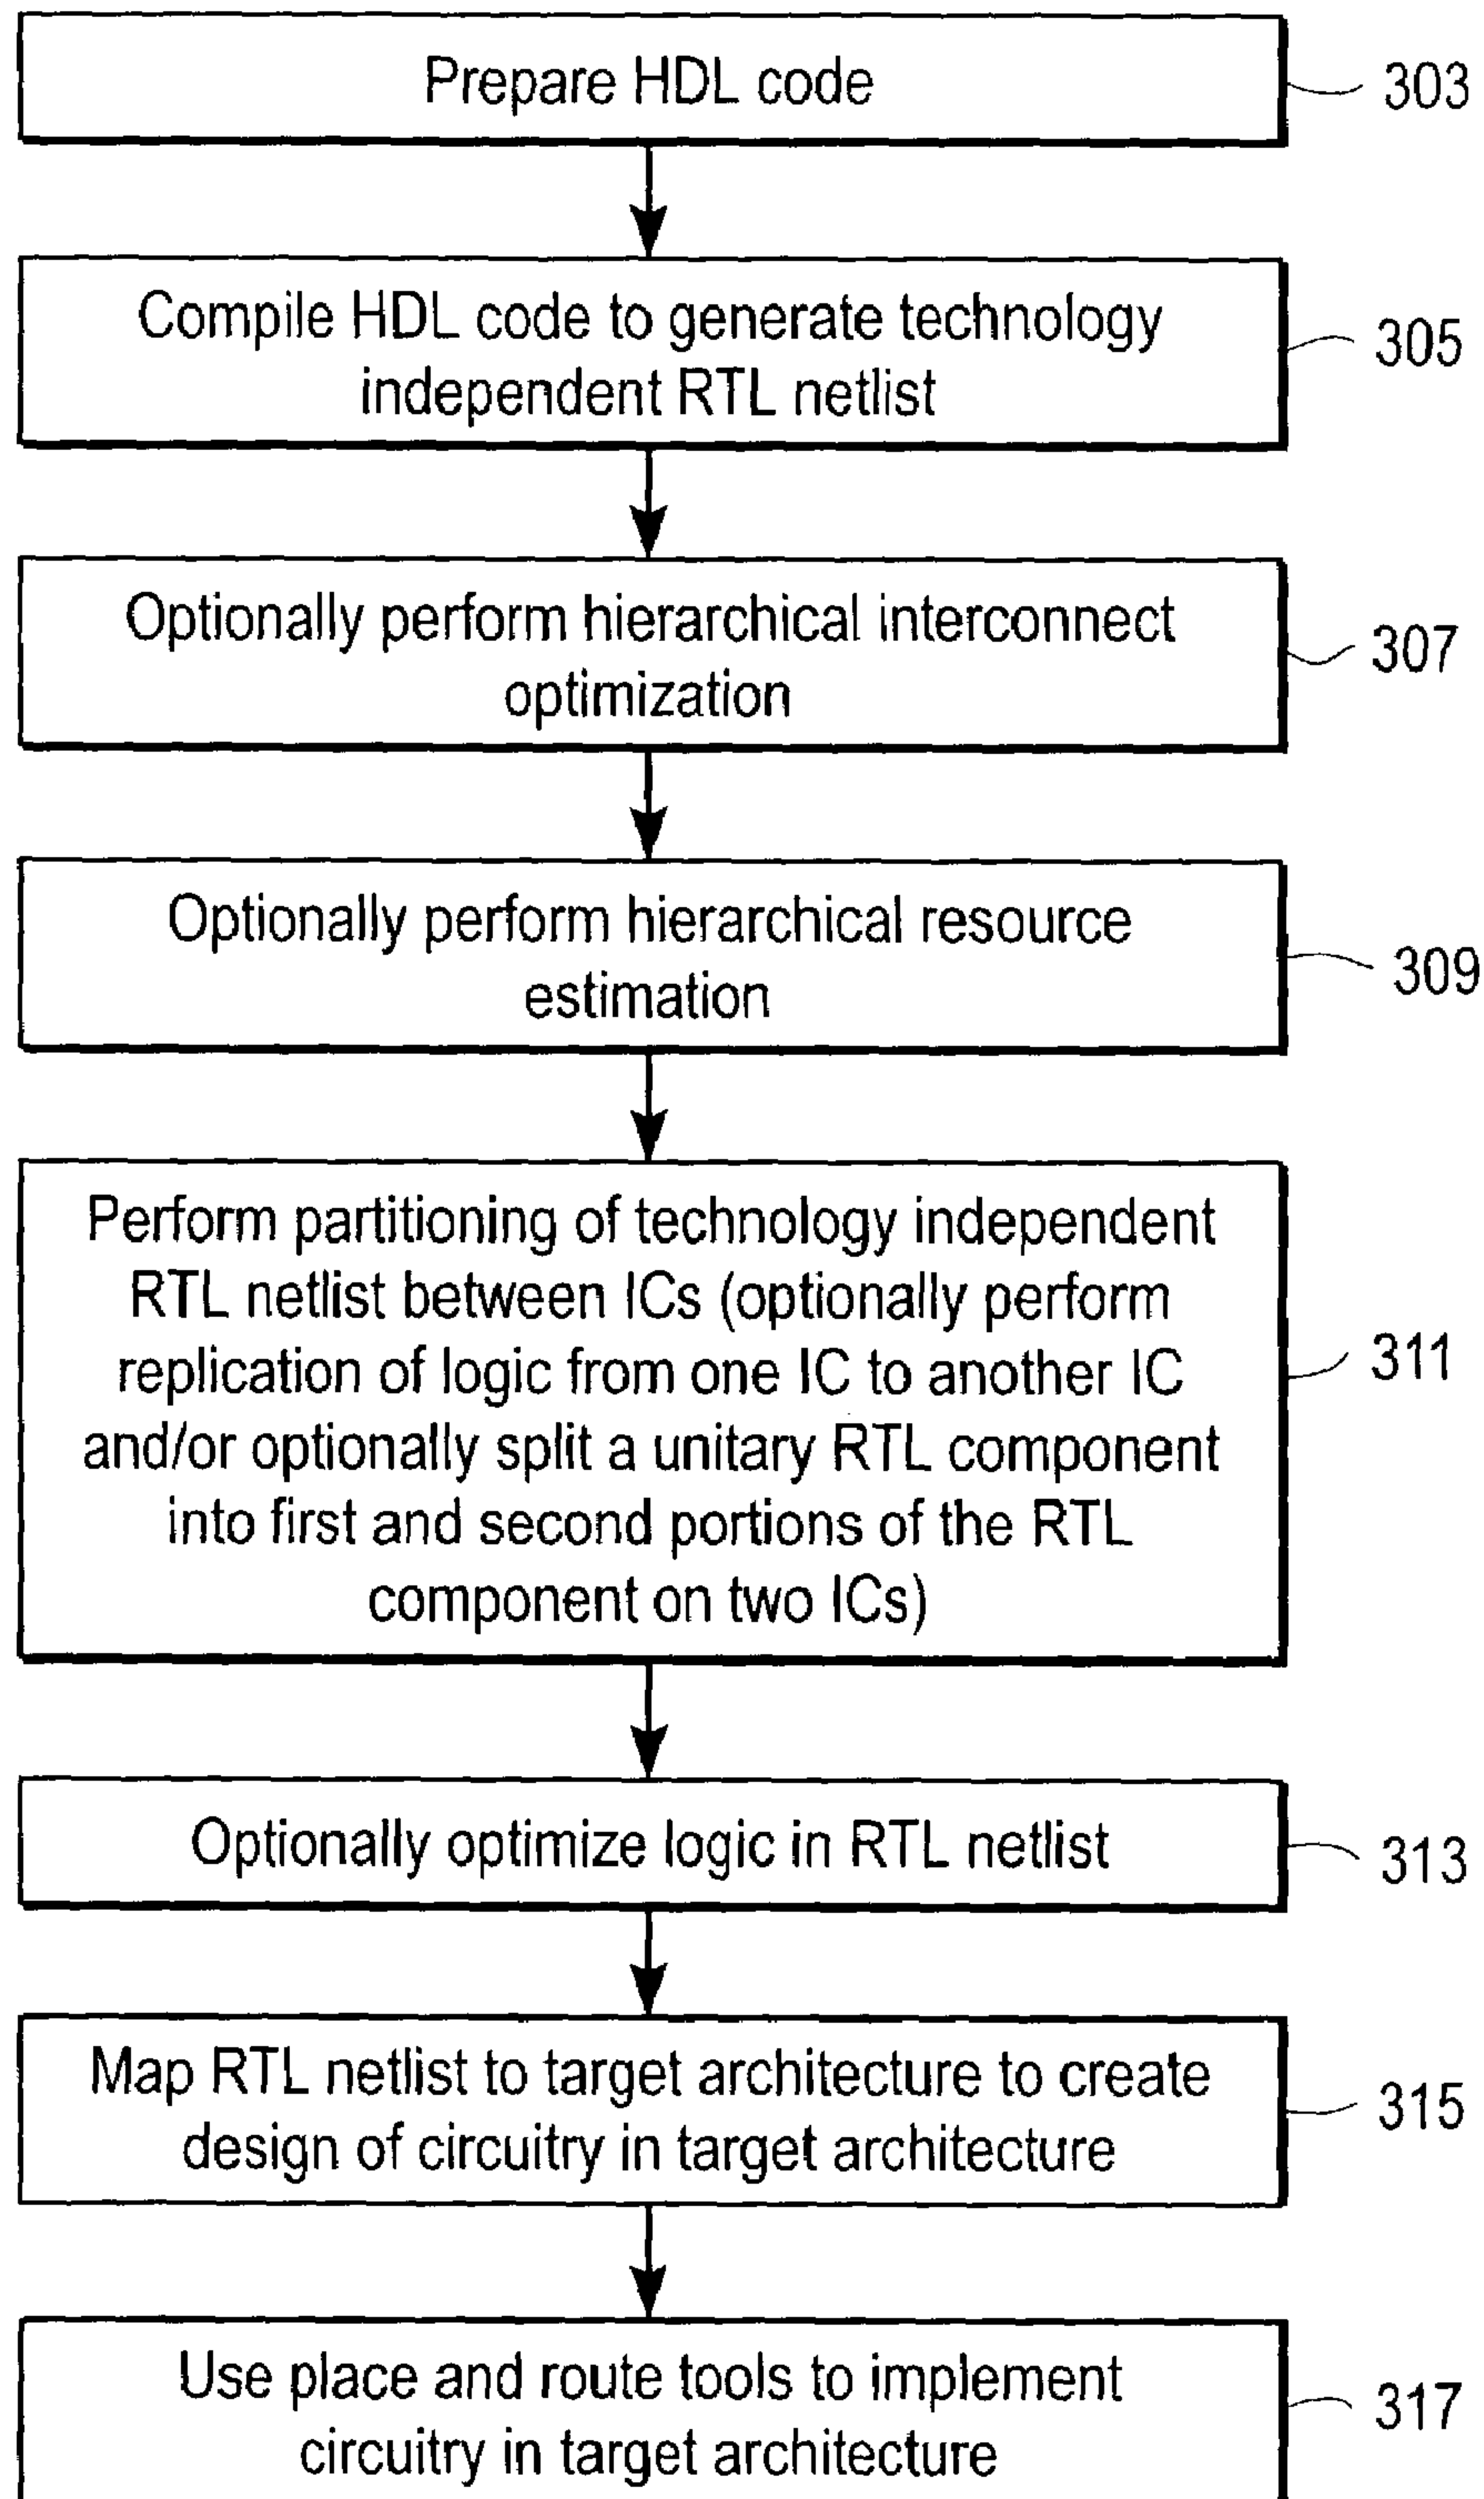 Prepare HDL code
303
Compile HDL code to generate technology
independent RTL netlist
305
Optionally perform hierarchical interconnect
optimization
307
Optionally perform hierarchical resource
estimation
309
Perform partitioning of technology independent
RTL netlist between ICs (optionally perform
replication of logic from one IC to another IC
and/or optionally split a unitary RTL component
into first and second portions of the RTL
component on two ICs)
311
Optionally optimize logic in RTL netlist
313
Map RTL netlist to target architecture to create
design of circuitry in target architecture
315
Use place and route tools to implement
circuitry in target architecture
317